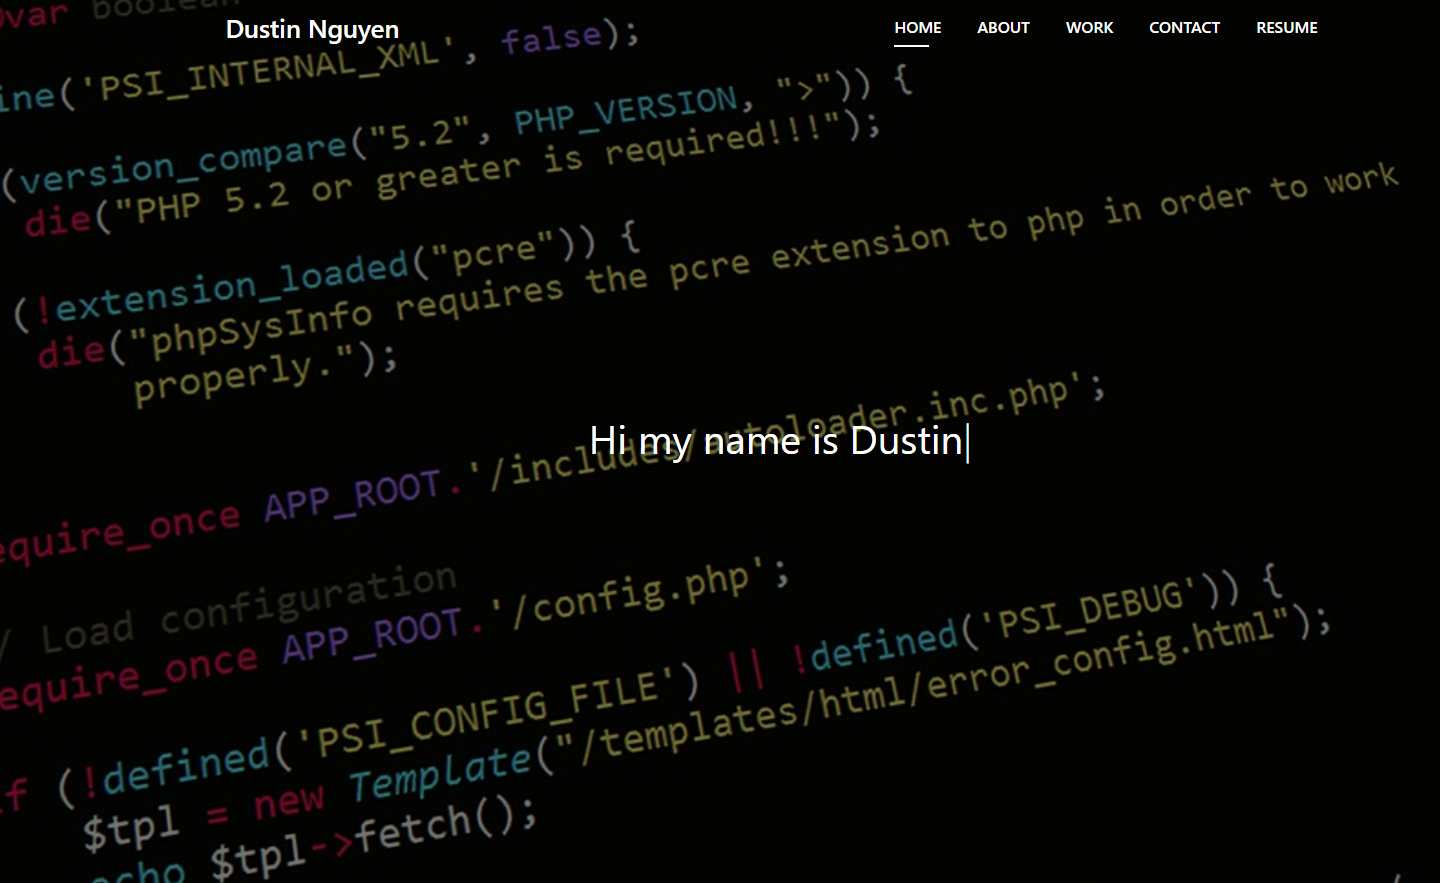 @var boolean
Dustin Nguyen
HOME ABOUT WORK CONTACT RESUME
ine('PSI_INTERNAL_XML', false);
(version_compare("5.2", PHP_VERSION, ">")) {
die("PHP 5.2 or greater is required!!!");
(!extension_loaded("pcre")) {
die("phpSysInfo requires the pcre extension to php in order to work
properly.");
Hi my name is Dustin|
equire_once APP_ROOT.'/includes/autoloader.inc.php';
/ Load configuration
equire_once APP_ROOT.'/config.php';
if (!defined('PSI_CONFIG_FILE') || !defined('PSI_DEBUG')) {
$tpl = new Template("/templates/html/error_config.html");
echo $tpl->fetch();